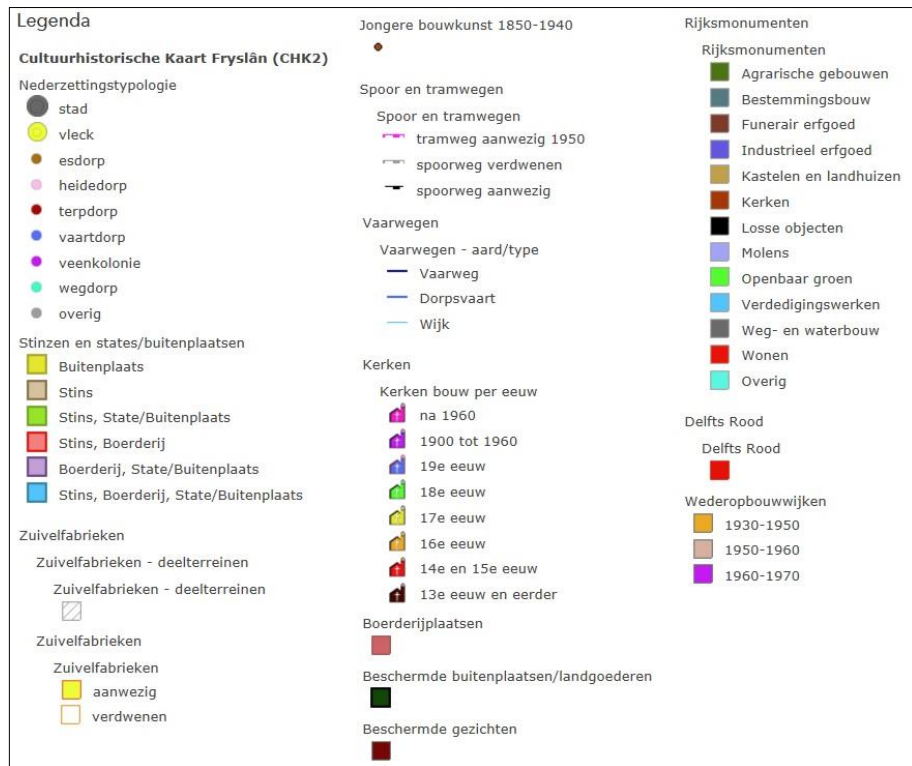 Legenda
Cultuurhistorische Kaart Fryslân (CHK2)
Nederzettingstypologie
stad
vleck
esdorp
heidedorp
terpdorp
vaartdorp
veenkolonie
wegdorp
overig
Stinzen en states/buitenplaatsen
Buitenplaats
Stins
Stins, State/Buitenplaats
Stins, Boerderij
Boerderij, State/Buitenplaats
Stins, Boerderij, State/Buitenplaats
Zuivelfabrieken
Zuivelfabrieken - deelterreinen
Zuivelfabrieken - deelterreinen
Zuivelfabrieken
Zuivelfabrieken
aanwezig
verdwenen
Jongere bouwkunst 1850-1940
Spoor en tramwegen
Spoor en tramwegen
tramweg aanwezig 1950
spoorweg verdwenen
spoorweg aanwezig
Vaarwegen
Vaarwegen - aard/type
Vaarweg
Dorpsvaart
Wijk
Kerken
Kerken bouw per eeuw
na 1960
1900 tot 1960
19e eeuw
18e eeuw
17e eeuw
16e eeuw
14e en 15e eeuw
13e eeuw en eerder
Boerderijplaatsen
Beschermde buitenplaatsen/landgoederen
Beschermde gezichten
Rijksmonumenten
Rijksmonumenten
Agrarische gebouwen
Bestemmingsbouw
Funerair erfgoed
Industrieel erfgoed
Kastelen en landhuizen
Kerken
Losse objecten
Molens
Openbaar groen
Verdedigingswerken
Weg- en waterbouw
Wonen
Overig
Delfts Rood
Delfts Rood
Wederopbouwwijken
1930-1950
1950-1960
1960-1970